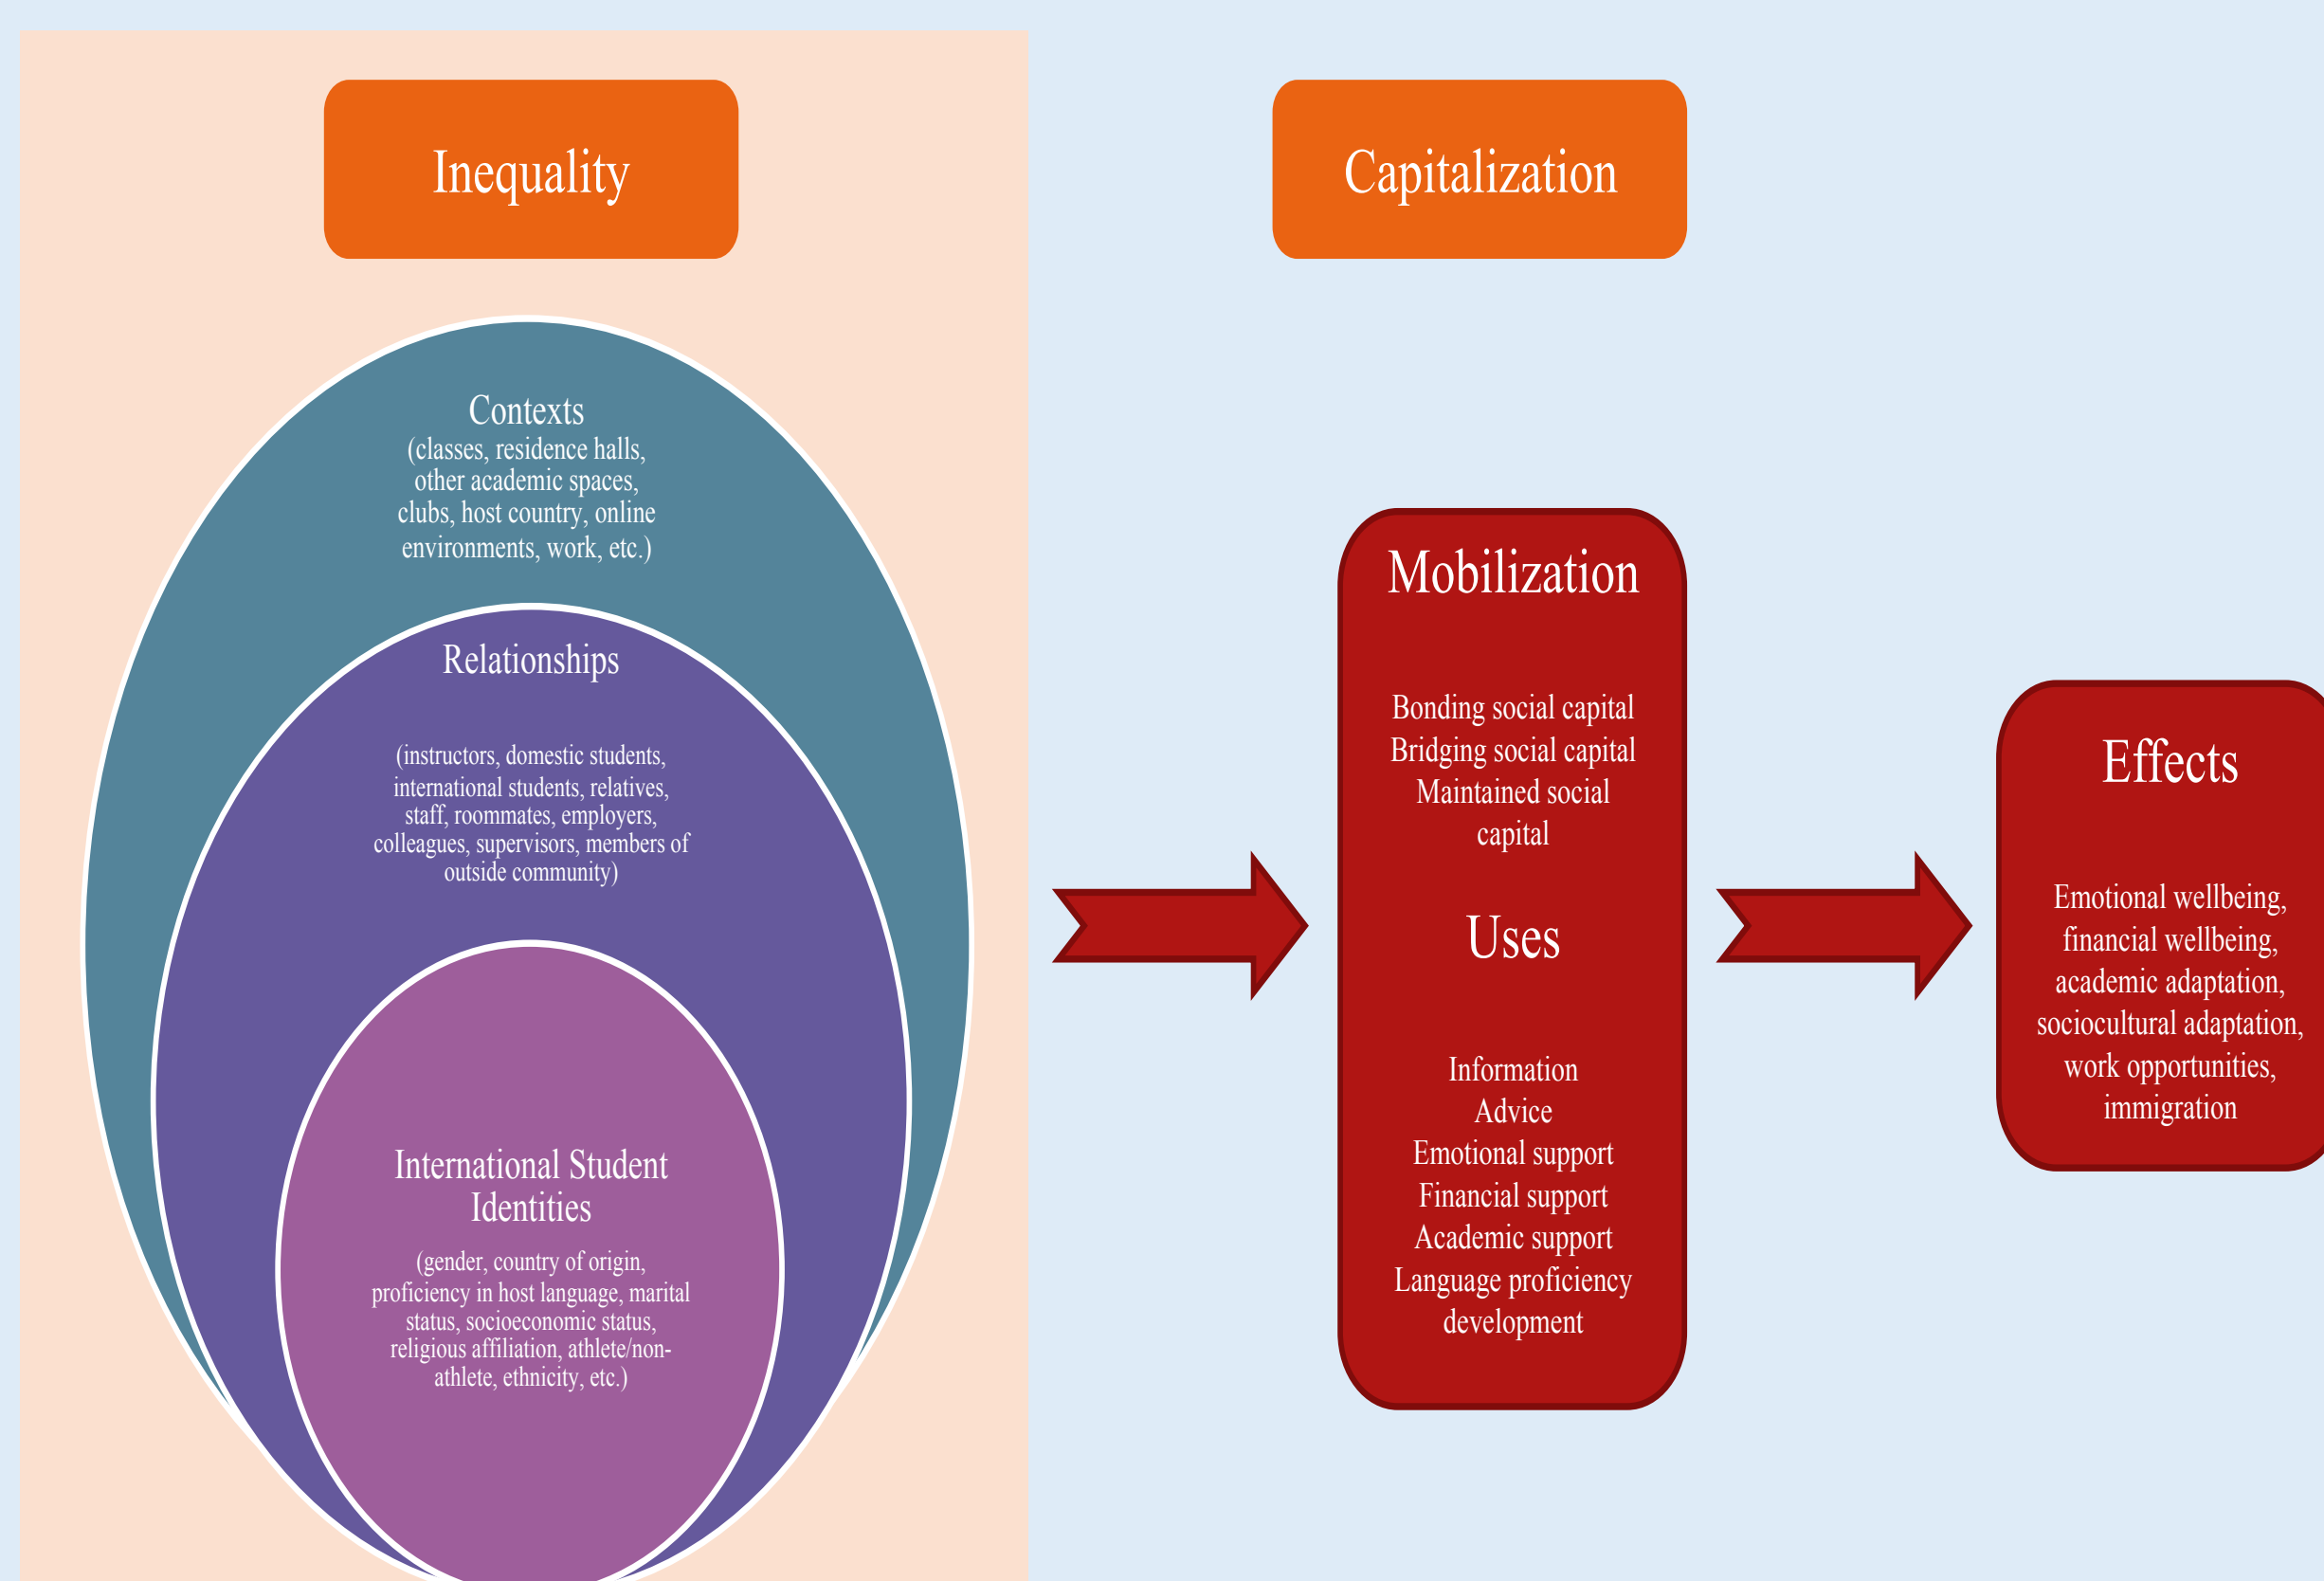 Inequality
Capitalization
Contexts
(classes, residence halls,
other academic spaces,
clubs, host country, online
environments, work, etc.)
Relationships
(instructors, domestic students,
international students, relatives,
staff, roommates, employers,
colleagues, supervisors, members of
outside community)
International Student
Identities
(gender, country of origin,
proficiency in host language, marital
status, socioeconomic status,
religious affiliation, athlete/non-
athlete, ethnicity, etc.)
Mobilization
Bonding social capital
Bridging social capital
Maintained social
capital
Uses
Information
Advice
Emotional support
Financial support
Academic support
Language proficiency
development
Effects
Emotional wellbeing,
financial wellbeing,
academic adaptation,
sociocultural adaptation,
work opportunities,
immigration